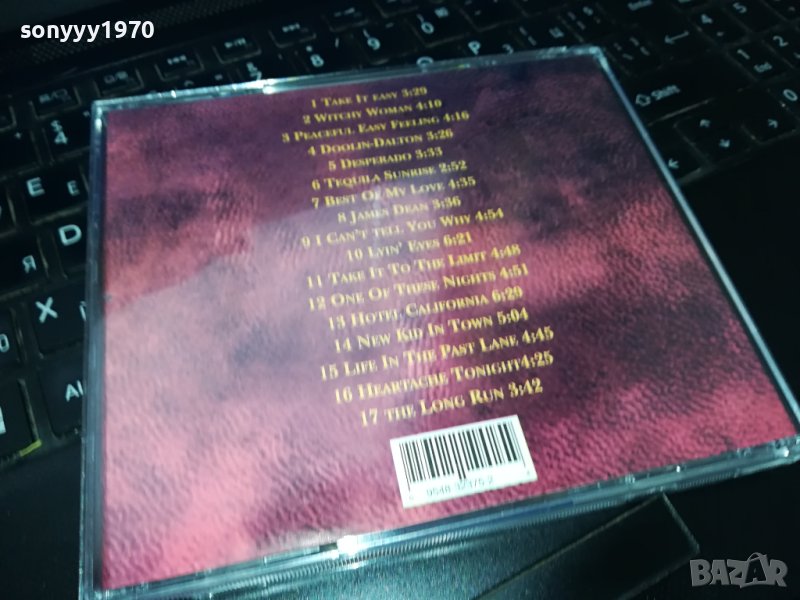 sonyyy1970
1 Take It easy 3:29
2 Witchy Woman 4:10
3 Peaceful Easy Feeling 4:16
4 Doolin-Dalton 3:26
5 Desperado 3:33
6 Tequila Sunrise 2:52
7 Best Of My Love 4:35
8 James Dean 3:36
9 I Can't tell You Why 4:54
10 Lyin' Eyes 6:21
11 Take It To The Limit 4:48
12 One Of These Nights 4:51
13 Hotel California 6:29
14 New Kid In Town 5:04
15 Life In The Past Lane 4:45
16 Heartache Tonight4:25
17 the Long Run 3:42
BAZAR